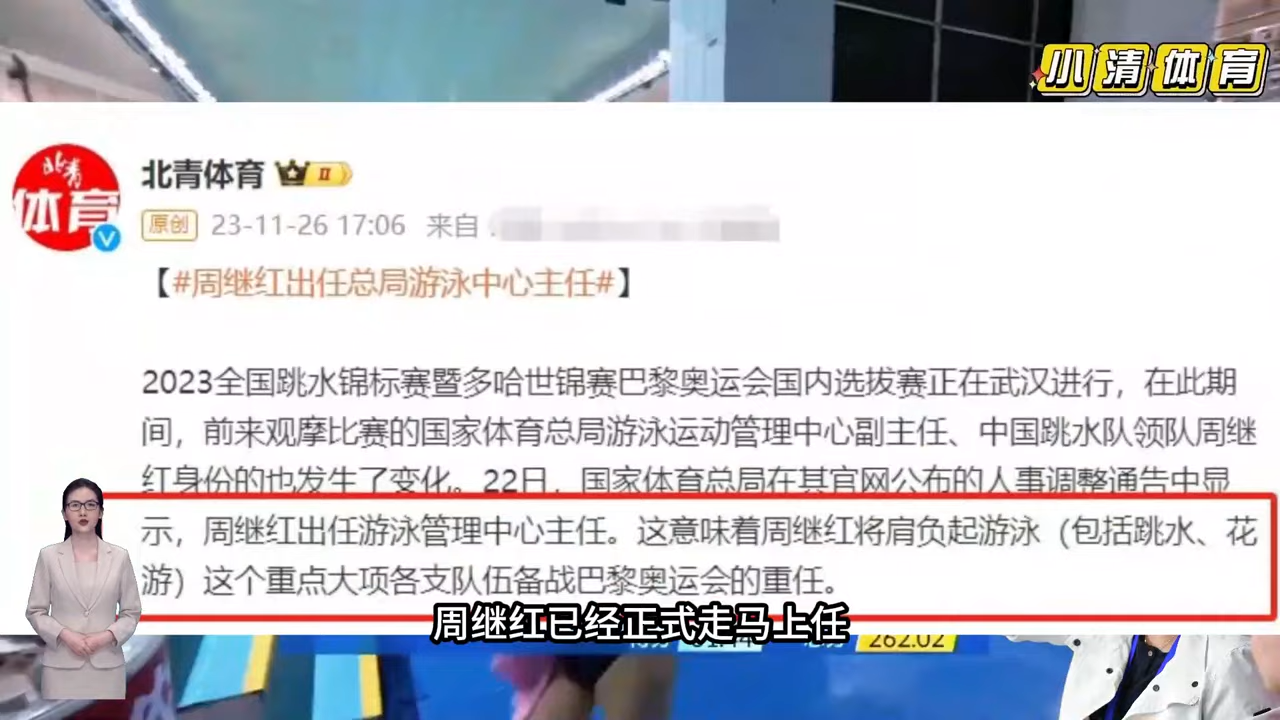 小清体育
北青
体育
北青体育 II
原创 23-11-26 17:06 来自
【#周继红出任总局游泳中心主任#】
2023全国跳水锦标赛暨多哈世锦赛巴黎奥运会国内选拔赛正在武汉进行，在此期
间，前来观摩比赛的国家体育总局游泳运动管理中心副主任、中国跳水队领队周继
红身份的也发生了变化。22日，国家体育总局在其官网公布的人事调整通告中显
示，周继红出任游泳管理中心主任。这意味着周继红将肩负起游泳（包括跳水、花
游）这个重点大项各支队伍备战巴黎奥运会的重任。
周继红已经正式走马上任
262.02